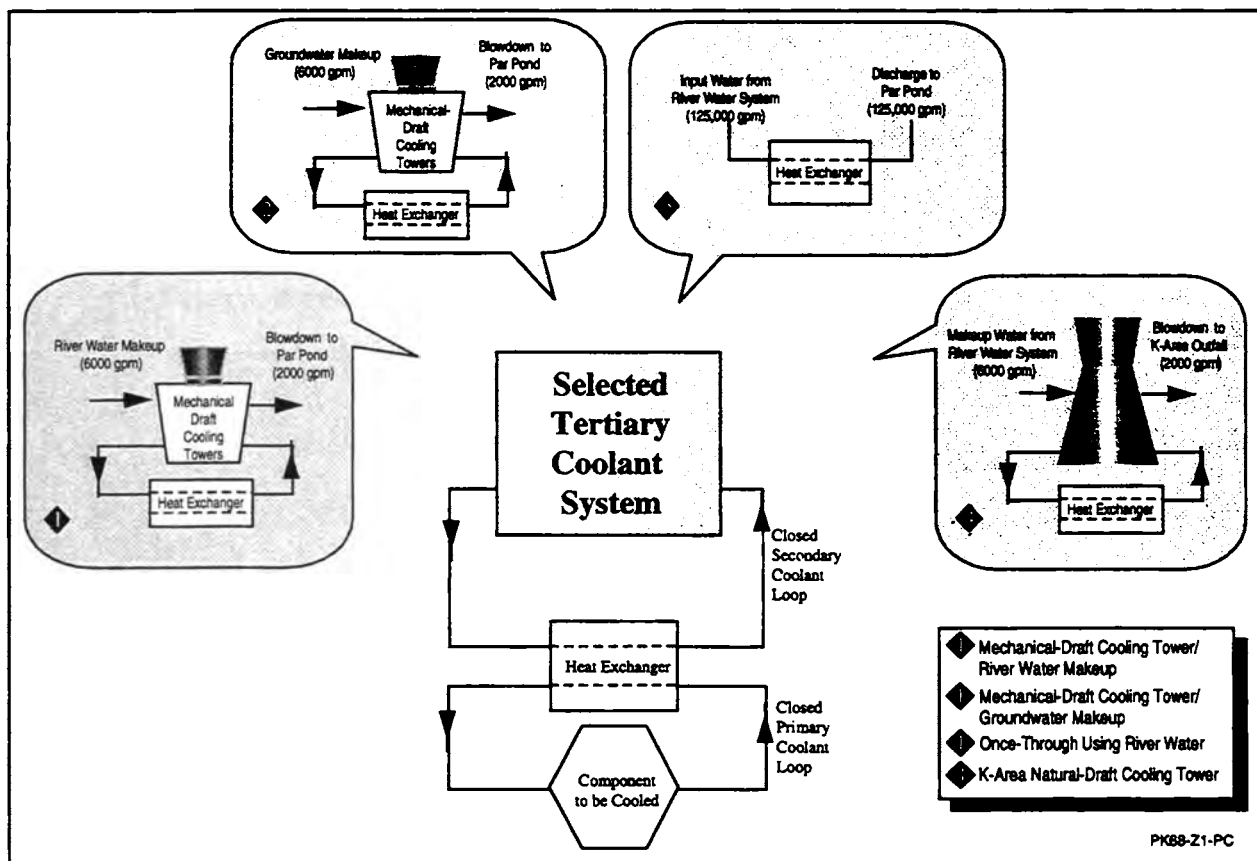 Groundwater Makeup
(6000 gpm)
Blowdown to
Par Pond
(2000 gpm)
Mechanical-
Draft
Cooling
Towers
Heat Exchanger
Input Water from
River Water System
(125,000 gpm)
Discharge to
Par Pond
(125,000 gpm)
Heat Exchanger
River Water Makeup
(6000 gpm)
Blowdown to
Par Pond
(2000 gpm)
Mechanical
Draft
Cooling
Towers
Heat Exchanger
1
Makeup Water from
River Water System
(6000 gpm)
Blowdown to
K-Area Outfall
(2000 gpm)
Heat Exchanger
Selected
Tertiary
Coolant
System
Closed
Secondary
Coolant
Loop
Heat Exchanger
Closed
Primary
Coolant
Loop
Component
to be Cooled
Mechanical-Draft Cooling Tower/
River Water Makeup
Mechanical-Draft Cooling Tower/
Groundwater Makeup
Once-Through Using River Water
K-Area Natural-Draft Cooling Tower
PK68-Z1-PC